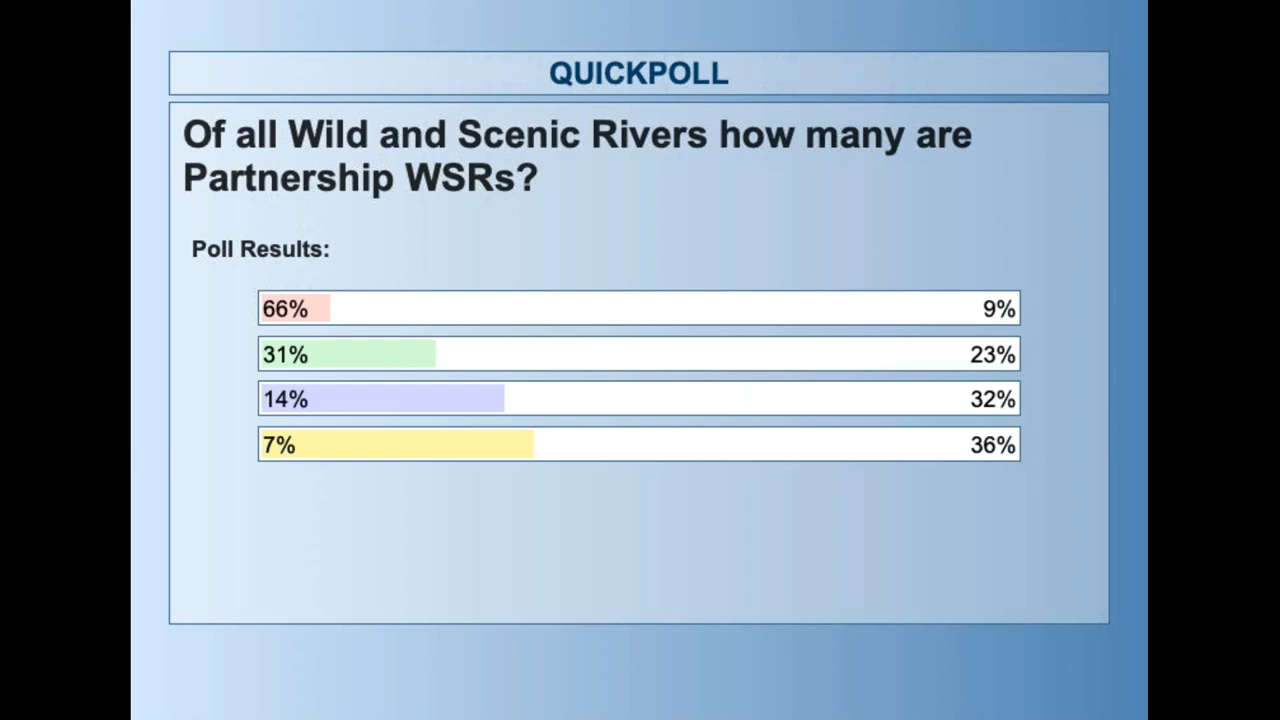 QUICKPOLL
Of all Wild and Scenic Rivers how many are
Partnership WSRs?
Poll Results:
66% 9%
31% 23%
14% 32%
7% 36%